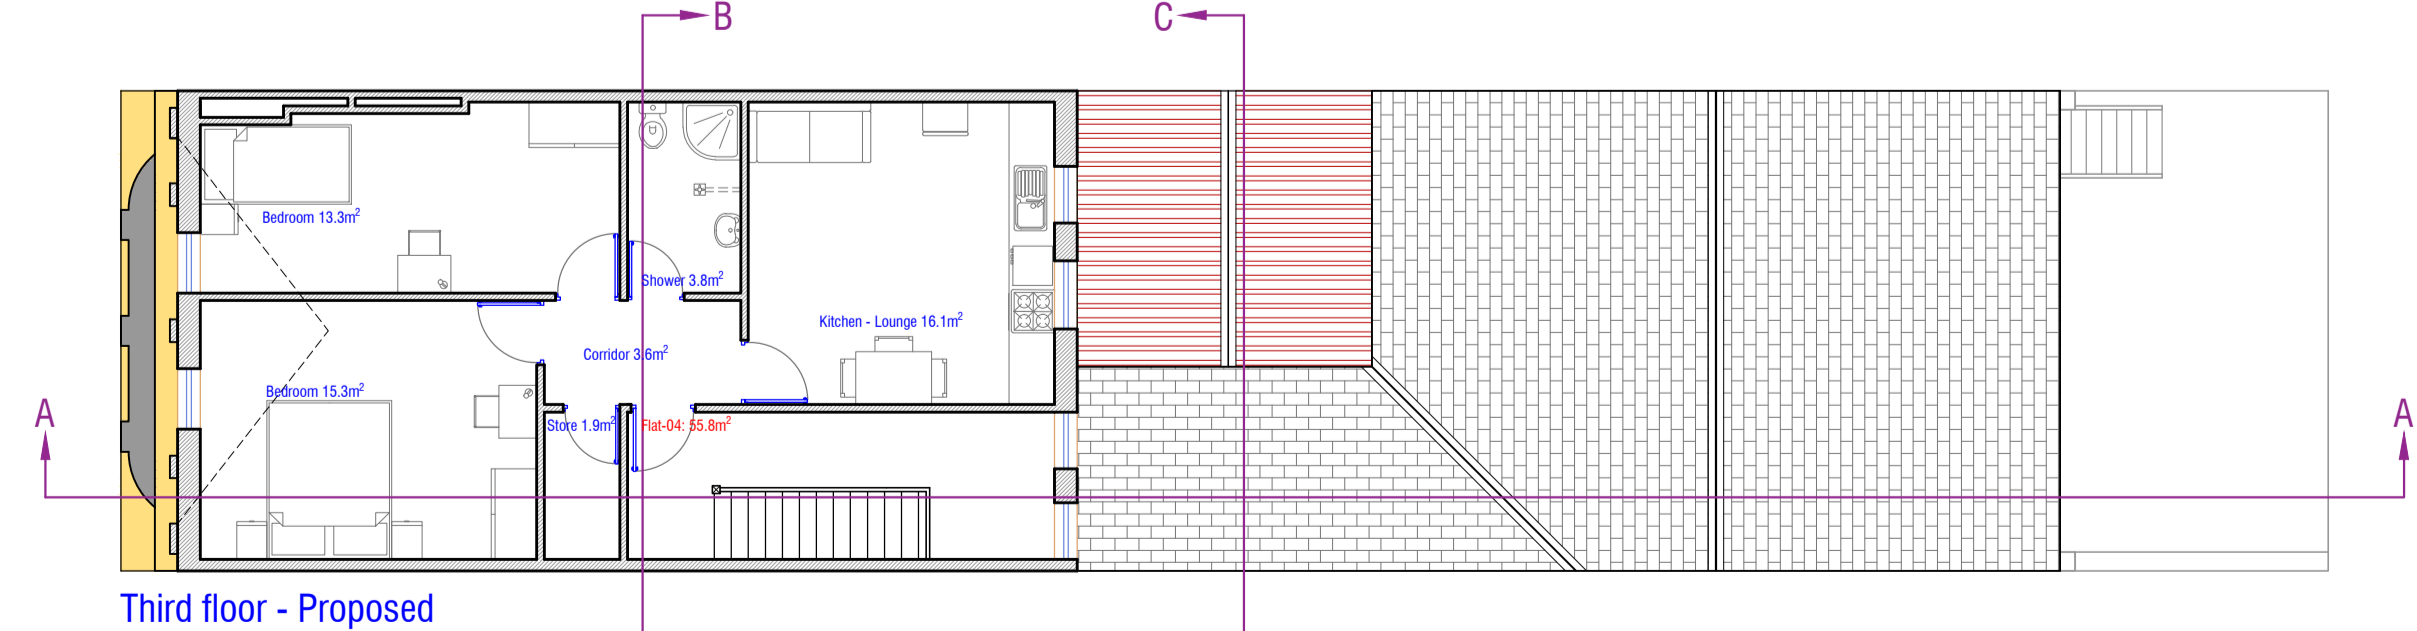 B
C
Bedroom 13.3m²
Shower 3.8m²
Kitchen - Lounge 16.1m²
Corridor 3.6m²
Bedroom 15.3m²
A
A
Store 1.9m²
Flat-04: 55.8m²
Third floor - Proposed